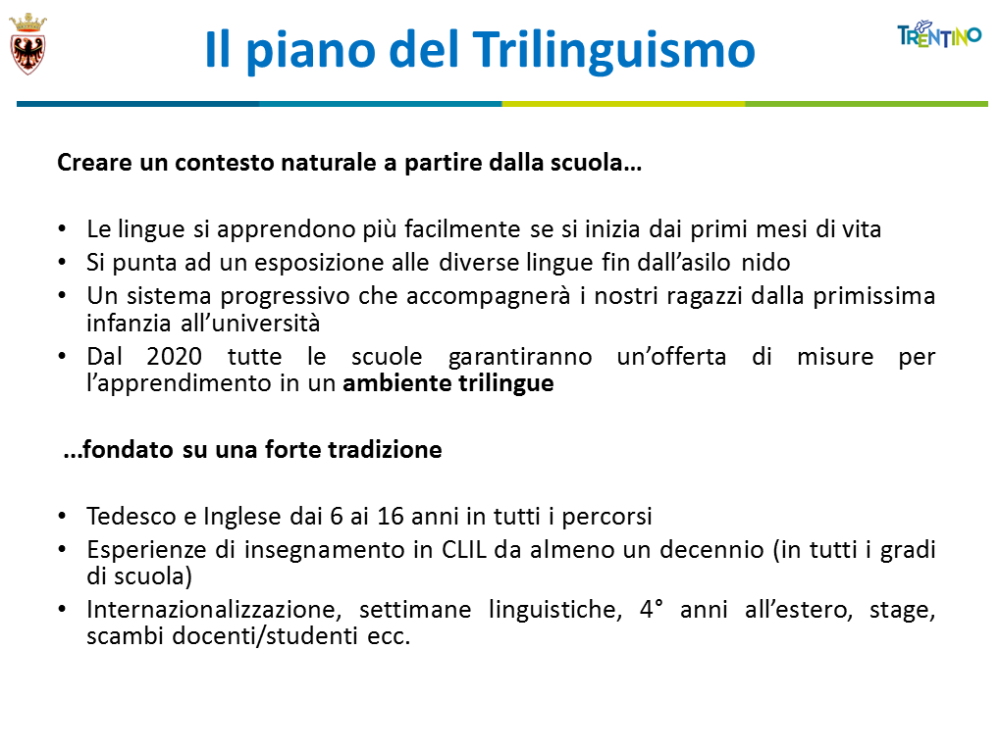 Il piano del Trilinguismo
TRENTINO
Creare un contesto naturale a partire dalla scuola…
• Le lingue si apprendono più facilmente se si inizia dai primi mesi di vita
• Si punta ad un esposizione alle diverse lingue fin dall’asilo nido
• Un sistema progressivo che accompagnerà i nostri ragazzi dalla primissima
infanzia all’università
• Dal 2020 tutte le scuole garantiranno un’offerta di misure per
l’apprendimento in un ambiente trilingue
…fondato su una forte tradizione
• Tedesco e Inglese dai 6 ai 16 anni in tutti i percorsi
• Esperienze di insegnamento in CLIL da almeno un decennio (in tutti i gradi
di scuola)
• Internazionalizzazione, settimane linguistiche, 4° anni all’estero, stage,
scambi docenti/studenti ecc.